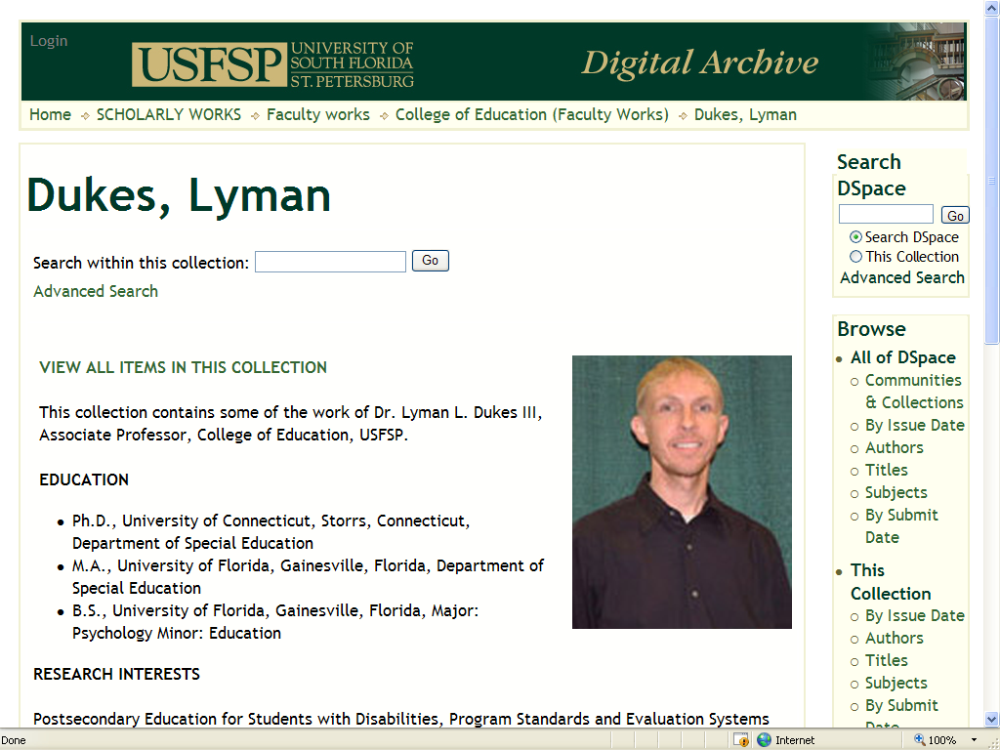 Login
USFSP
UNIVERSITY OF
SOUTH FLORIDA
ST. PETERSBURG
Digital Archive
Home SCHOLARLY WORKS Faculty works College of Education (Faculty Works) Dukes, Lyman
Dukes, Lyman
Search within this collection: Go
Advanced Search
VIEW ALL ITEMS IN THIS COLLECTION
This collection contains some of the work of Dr. Lyman L. Dukes III,
Associate Professor, College of Education, USFSP.
EDUCATION
Ph.D., University of Connecticut, Storrs, Connecticut,
Department of Special Education
M.A., University of Florida, Gainesville, Florida, Department of
Special Education
B.S., University of Florida, Gainesville, Florida, Major:
Psychology Minor: Education
RESEARCH INTERESTS
Postsecondary Education for Students with Disabilities, Program Standards and Evaluation Systems
Search
DSpace
Go
Search DSpace
This Collection
Advanced Search
Browse
All of DSpace
Communities
& Collections
By Issue Date
Authors
Titles
Subjects
By Submit
Date
This
Collection
By Issue Date
Authors
Titles
Subjects
By Submit
Date
Done
Internet
100%